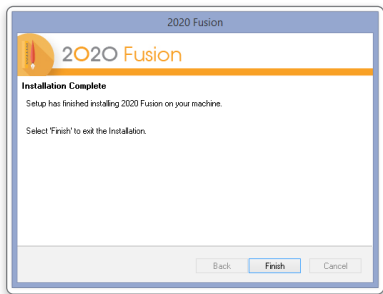 2020 Fusion
2020 Fusion
Installation Complete
Setup has finished installing 2020 Fusion on your machine.
Select 'Finish' to exit the Installation.
Back Finish Cancel